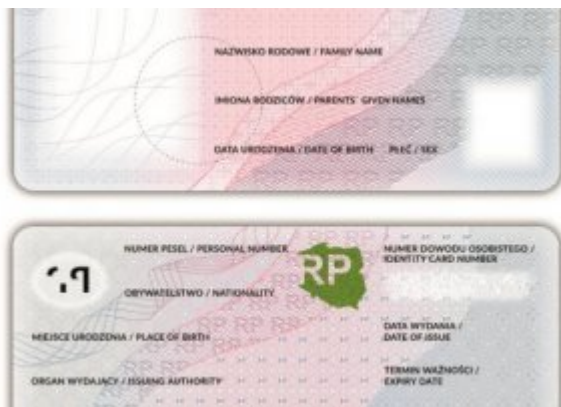 NAZWISKO RODOWE / FAMILY NAME
IMIONA RODZICÓW / PARENTS' GIVEN NAMES
DATA URODZENIA / DATE OF BIRTH PŁEĆ / SEX
NUMER PESEL / PERSONAL NUMBER
RP
NUMER DOWODU OSOBISTEGO /
IDENTITY CARD NUMBER
OBYWATELSTWO / NATIONALITY
MIEJSCE URODZENIA / PLACE OF BIRTH
DATA WYDANIA /
DATE OF ISSUE
ORGAN WYDAJĄCY / ISSUING AUTHORITY
TERMIN WAŻNOŚCI /
EXPIRY DATE